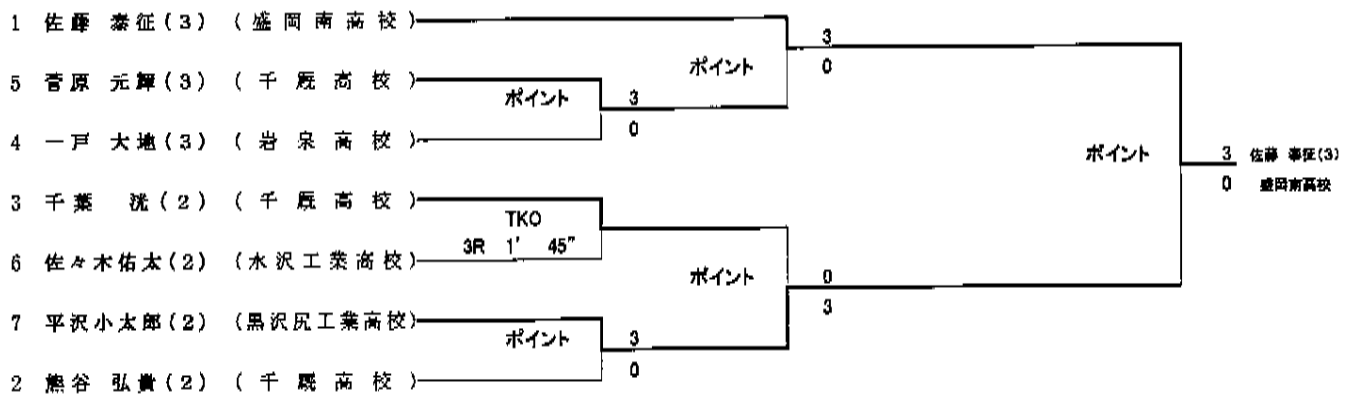 1 佐藤 泰征(3) (盛岡南高校)
3
0
ポイント
5 菅原 元輝(3) (千厩高校)
ポイント 3
0
4 一戸 大地(3) (岩泉高校)
ポイント
3 佐藤 泰征(3)
0 盛岡南高校
3 千葉 洸(2) (千厩高校)
TKO
3R 1' 45"
6 佐々木佑太(2) (水沢工業高校)
ポイント
0
3
7 平沢小太郎(2) (黒沢尻工業高校)
ポイント 3
0
2 熊谷 弘貴(2) (千厩高校)